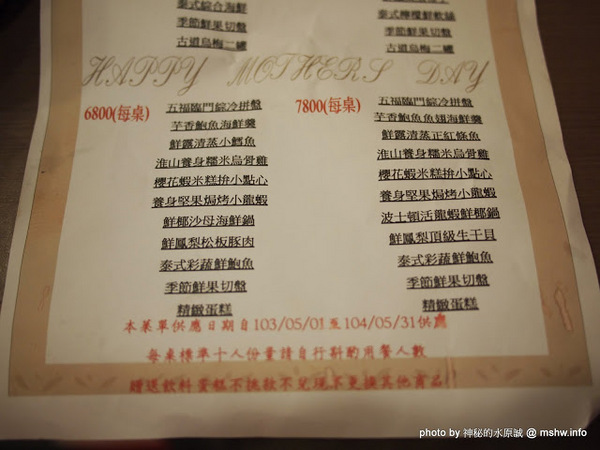 泰式綜合海鮮
季節鮮果切盤
古道烏梅二罐
泰式檸檬鮮軟絲
季節鮮果切盤
古道烏梅二罐
HAPPY MOTHERS DAY
6800(每桌)
五福臨門綜冷拼盤
芋香鮑魚海鮮羹
鮮露清蒸小鱈魚
淮山養身糯米烏骨雞
櫻花蝦米糕拚小點心
養身堅果焗烤小龍蝦
鮮椰沙母海鮮鍋
鮮鳳梨松板豚肉
泰式彩蔬鮮鮑魚
季節鮮果切盤
精緻蛋糕
7800(每桌)
五福臨門綜冷拼盤
芋香鮑魚魚翅海鮮羹
鮮露清蒸正紅條魚
淮山養身糯米烏骨雞
櫻花蝦米糕拚小點心
養身堅果焗烤小龍蝦
波士頓活龍蝦鮮椰鍋
鮮鳳梨頂級生干貝
泰式彩蔬鮮鮑魚
季節鮮果切盤
精緻蛋糕
本菜單供應日期自103/05/01至104/05/31供應
每桌標準十人份量請自行斟酌用餐人數
贈送飲料蛋糕不挑款不兌現不更換其他商品!!
photo by 神秘的水原誠 @ mshw.info